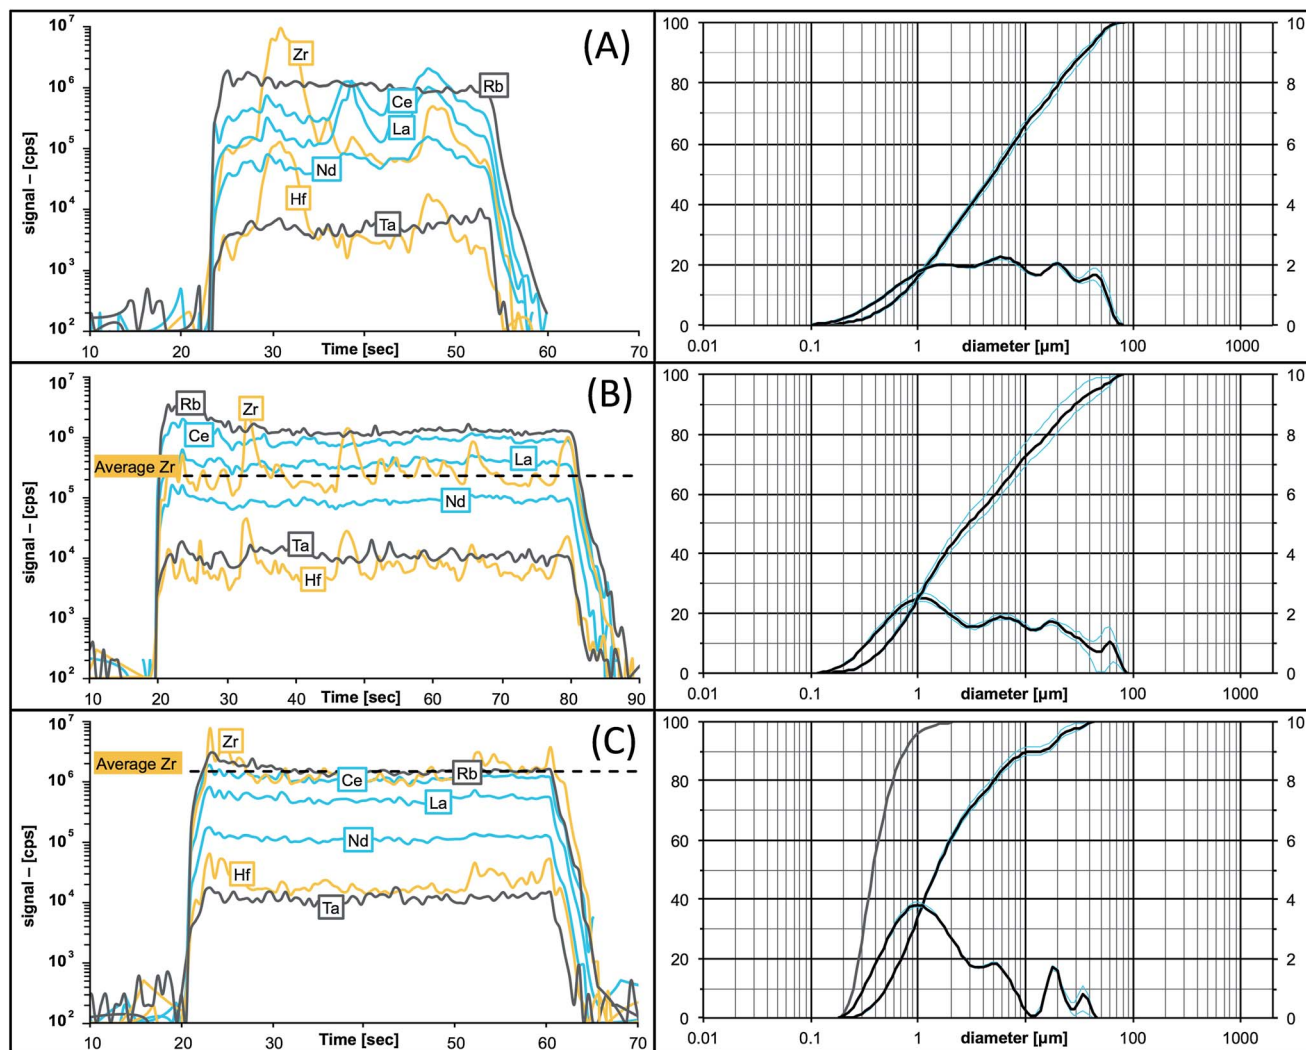 (A)
signal – [cps]
10⁷
10⁶
10⁵
10⁴
10³
10²
Zr
Rb
Ce
La
Nd
Hf
Ta
10 20 30 Time [sec] 50 60 70
100
80
60
40
20
0
10
8
6
4
2
0
0.01 0.1 1 diameter [µm] 100 1000
(B)
signal – [cps]
10⁷
10⁶
10⁵
10⁴
10³
10²
Rb
Zr
Ce
Average Zr
La
Nd
Ta
Hf
10 20 30 40 Time [sec] 60 70 80 90
100
80
60
40
20
0
10
8
6
4
2
0
0.01 0.1 1 diameter [µm] 100 1000
(C)
signal – [cps]
10⁷
10⁶
10⁵
10⁴
10³
10²
Zr
Average Zr
Ce
Rb
La
Nd
Hf
Ta
10 20 30 Time [sec] 50 60 70
100
80
60
40
20
0
10
8
6
4
2
0
0.01 0.1 1 diameter [µm] 100 1000